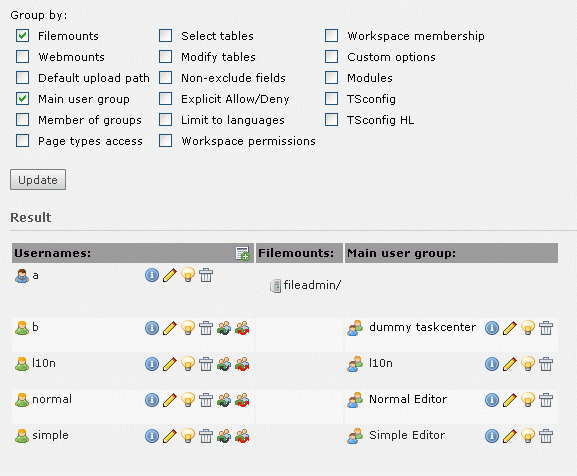 Group by:
Filemounts Select tables Workspace membership
Webmounts Modify tables Custom options
Default upload path Non-exclude fields Modules
Main user group Explicit Allow/Deny TSconfig
Member of groups Limit to languages TSconfig HL
Page types access Workspace permissions
Update
Result
Usernames: Filemounts: Main user group:
a
fileadmin/
b dummy taskcenter
l10n l10n
normal Normal Editor
simple Simple Editor